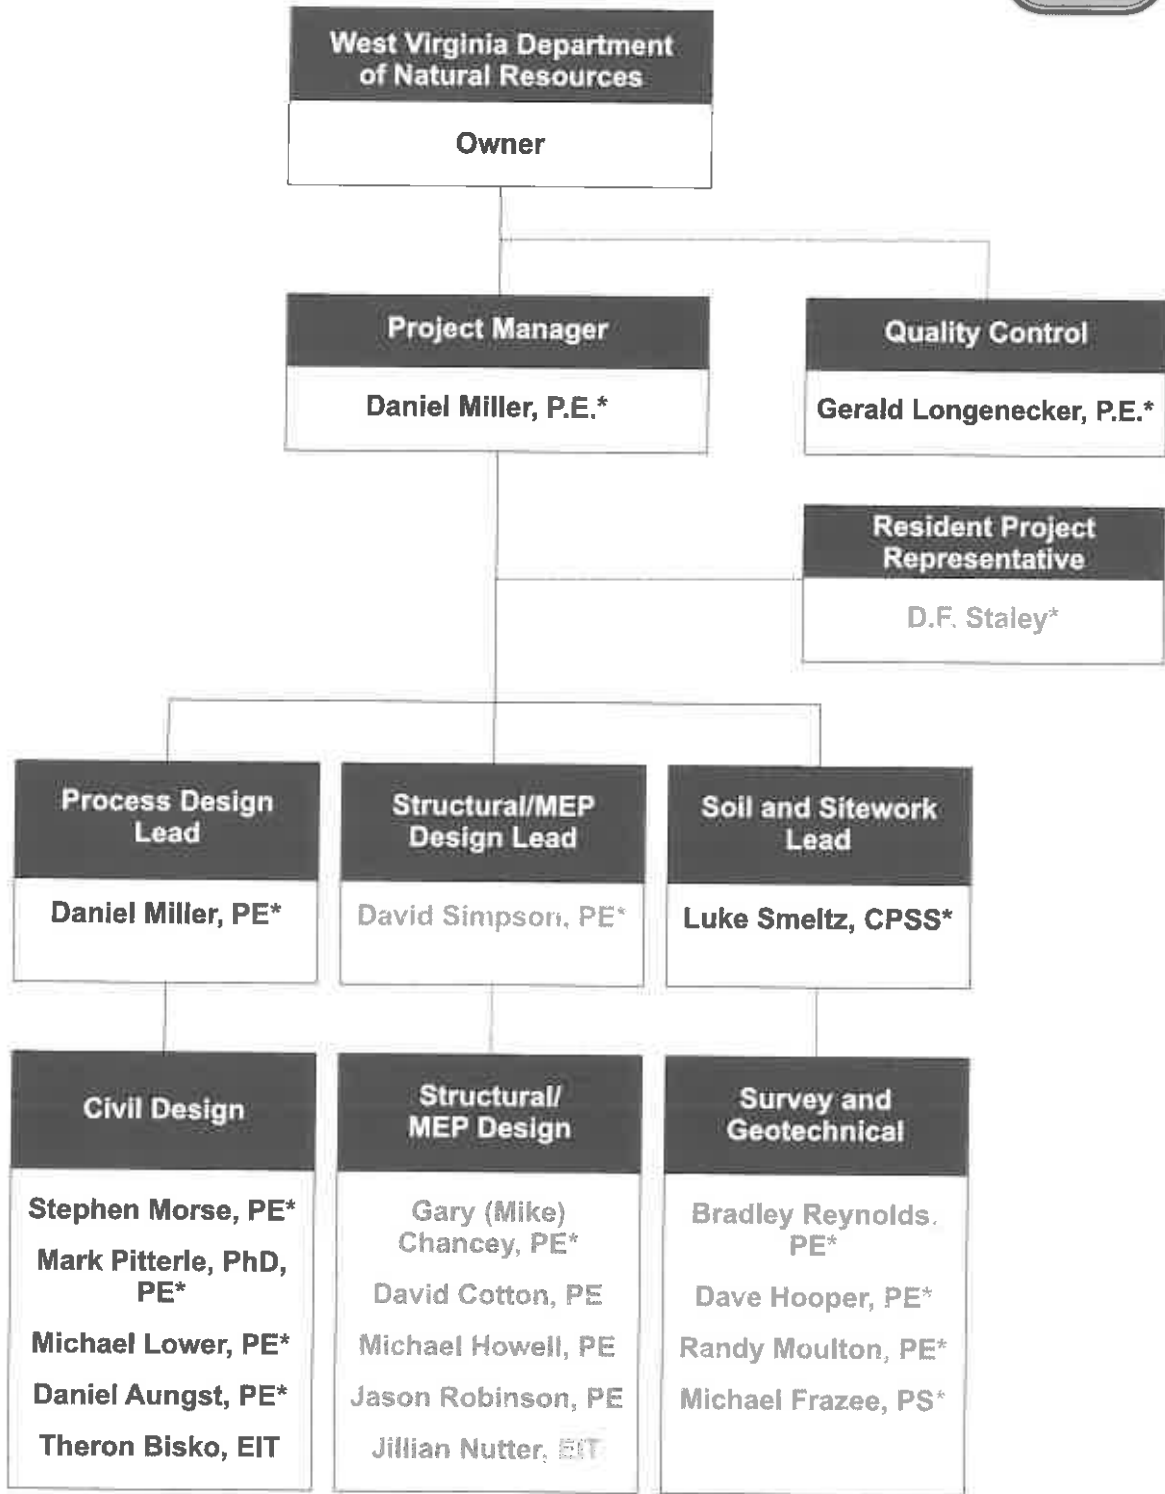 West Virginia Department
of Natural Resources
Owner
Project Manager
Daniel Miller, P.E.*
Quality Control
Gerald Longenecker, P.E.*
Resident Project
Representative
D.F. Staley*
Process Design
Lead
Daniel Miller, PE*
Structural/MEP
Design Lead
David Simpson, PE*
Soil and Sitework
Lead
Luke Smeltz, CPSS*
Civil Design
Stephen Morse, PE*
Mark Pitterle, PhD,
PE*
Michael Lower, PE*
Daniel Aungst, PE*
Theron Bisko, EIT
Structural/
MEP Design
Gary (Mike)
Chancey, PE*
David Cotton, PE
Michael Howell, PE
Jason Robinson, PE
Jillian Nutter, EIT
Survey and
Geotechnical
Bradley Reynolds,
PE*
Dave Hooper, PE*
Randy Moulton, PE*
Michael Frazee, PS*